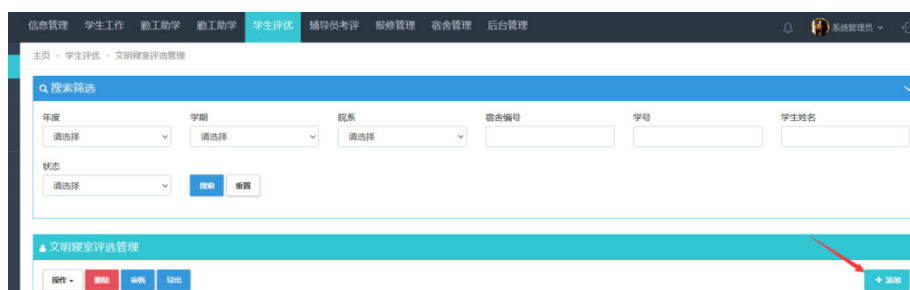 信息管理 学生工作 勤工助学 勤工助学 学生评优 辅导员考评 报修管理 宿舍管理 后台管理 系统管理员
主页 学生评优 文明寝室评选管理
搜索筛选
年度 学期 院系 宿舍编号 学号 学生姓名
请选择 请选择 请选择
状态
请选择 搜索 重置
文明寝室评选管理
操作 删除 审核 导出 + 添加